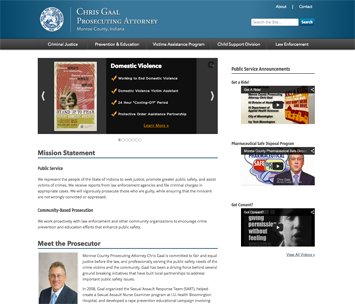 About | Contact
CHRIS GAAL
PROSECUTING ATTORNEY
Monroe County, Indiana
Search the Site...
Search
Criminal Justice
Prevention & Education
Victims Assistance Program
Child Support Division
Law Enforcement
Domestic Violence
Working to End Domestic Violence
Domestic Violence Victim Assistant
24 Hour "Cooling-Off" Period
Protective Order Assistance Partnership
Learn More »
Public Service Announcements
Get a Ride!
Get A Ride!
Pharmaceutical Safe Disposal Program
Get Consent?
Got Consent?
giving
permission
without
feeling
View All Videos >
Mission Statement
Public Service
We represent the people of the State of Indiana to seek justice, promote greater public safety, and assist
victims of crimes. We receive reports from law enforcement agencies and file criminal charges in
appropriate cases. We will vigorously prosecute those who are guilty, while ensuring that the innocent
are not wrongly convicted or oppressed.
Community-Based Prosecution
We work proactively with law enforcement and other community organizations to encourage crime
prevention and education efforts that enhance public safety.
Meet the Prosecutor
Monroe County Prosecuting Attorney Chris Gaal is committed to fair and equal
justice before the law, and professionally serving the public safety needs of the
crime victims and the community. Gaal has been a driving force behind several
ground breaking initiatives that have built local partnerships to address
important public safety issues.
In 2009, Gaal organized the Sexual Assault Response Team (SART), helped
create a Sexual Assault Nurse Examiner program at I.U. Health Bloomington
Hospital, and developed a rape prevention educational campaign involving